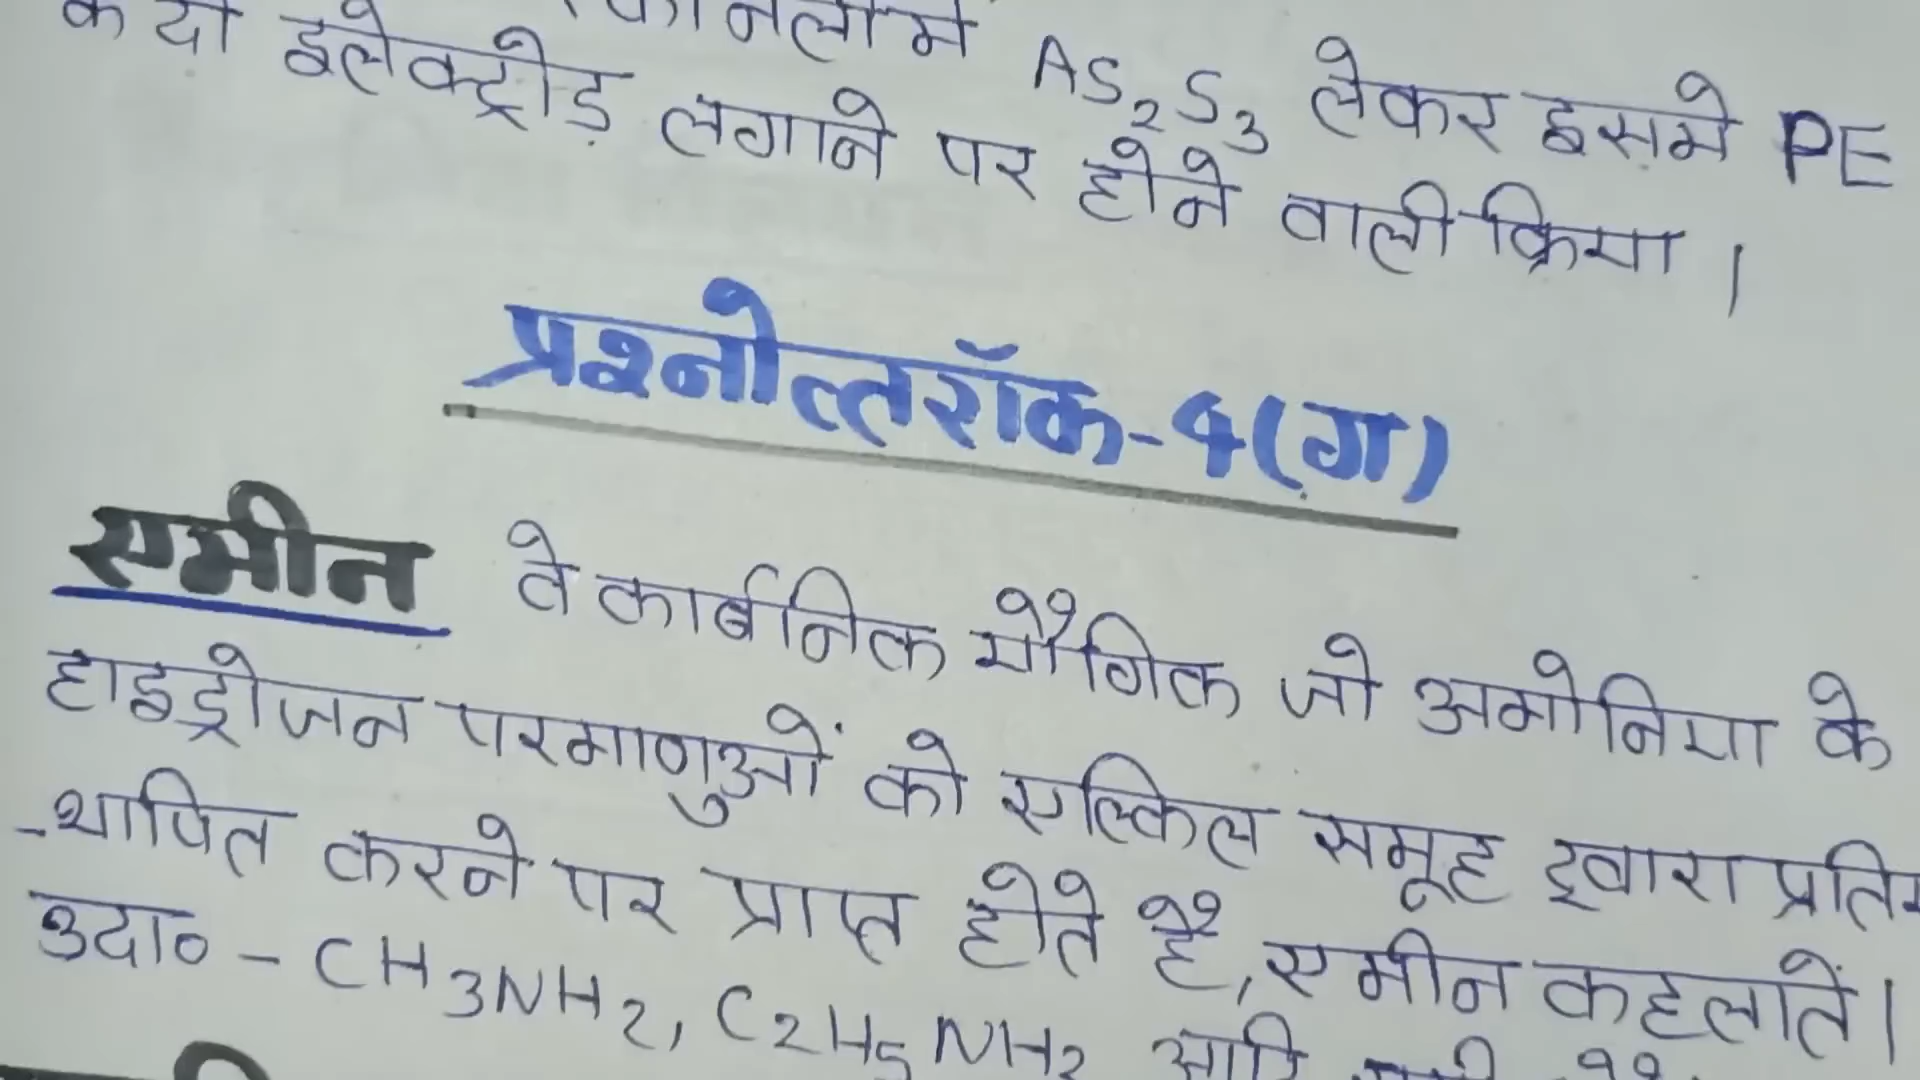 As2S3 लेकर इसमे PE
के दो इलेक्ट्रोड़ लगाने पर होने वाली क्रिया ।
प्रश्नोत्तरॉक-4(ग)
एमीन वे कार्बनिक यौगिक जो अमोनिया के
हाइड्रोजन परमाणुओं को एल्किल समूह द्वारा प्रतिस
-थापित करने पर प्राप्त होते है, एमीन कहलाते।
उदा० - CH3NH2, C2H5NH2 आदि